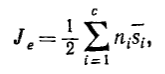 $J_e = \frac{1}{2} \sum_{i=1}^{c} n_i \overline{s_i},$